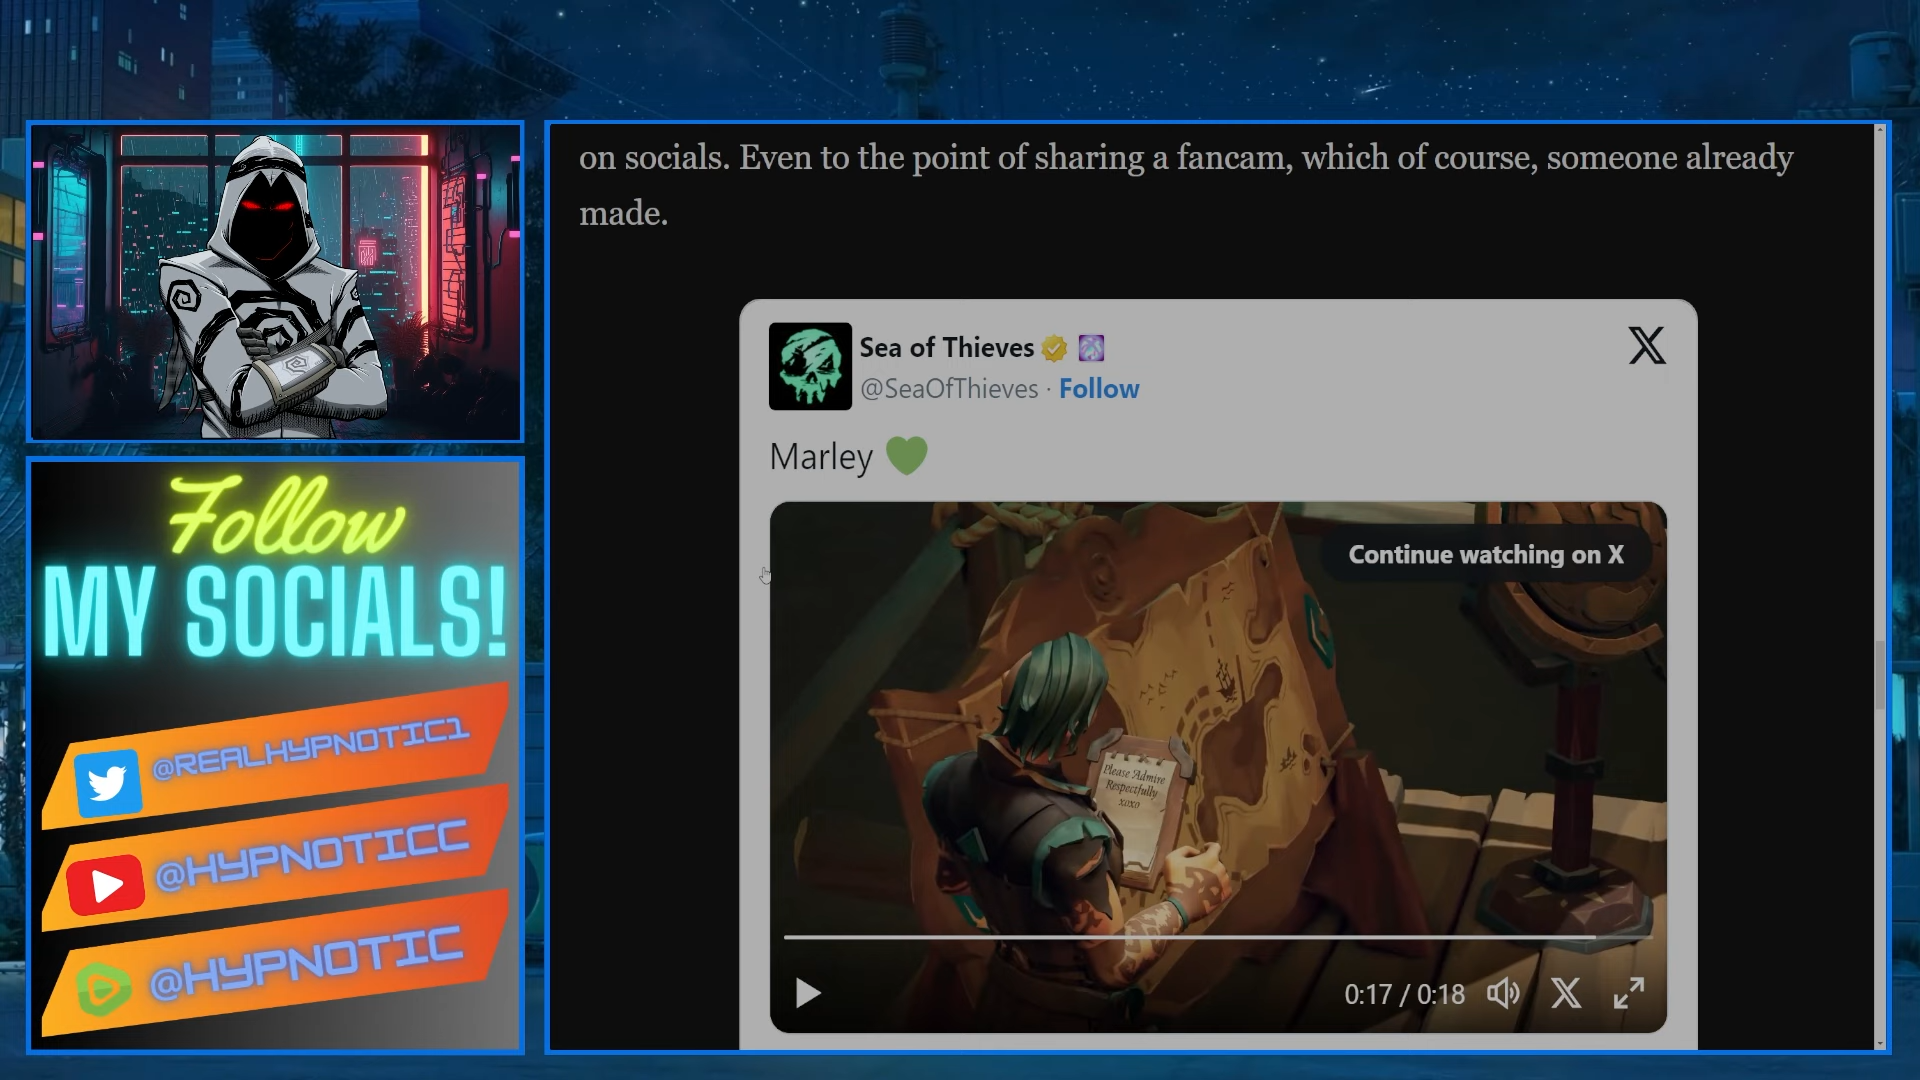 on socials. Even to the point of sharing a fancam, which of course, someone already
made.
Sea of Thieves
@SeaOfThieves · Follow
Marley 💚
Continue watching on X
Please Admire
Respectfully
xoxo
0:17 / 0:18
Follow
MY SOCIALS!
@REALHYPNOTIC1
@HYPNOTICC
@HYPNOTIC